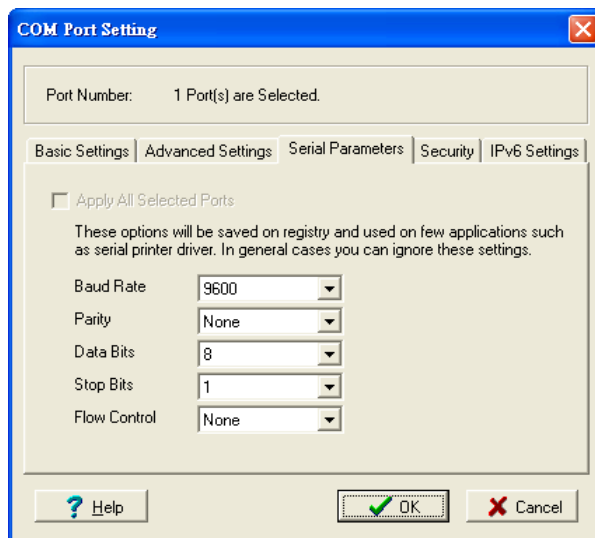 COM Port Setting
Port Number: 1 Port(s) are Selected.
Basic Settings Advanced Settings Serial Parameters Security IPv6 Settings
Apply All Selected Ports
These options will be saved on registry and used on few applications such
as serial printer driver. In general cases you can ignore these settings.
Baud Rate 9600
Parity None
Data Bits 8
Stop Bits 1
Flow Control None
? Help OK Cancel